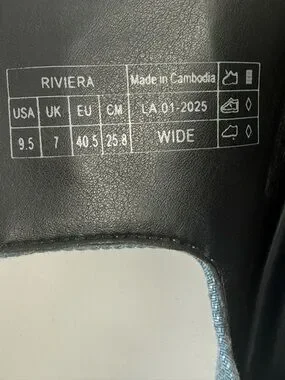 RIVIERA Made in Cambodia
USA UK EU CM LA 01-2025
9.5 7 40.5 25.8 WIDE